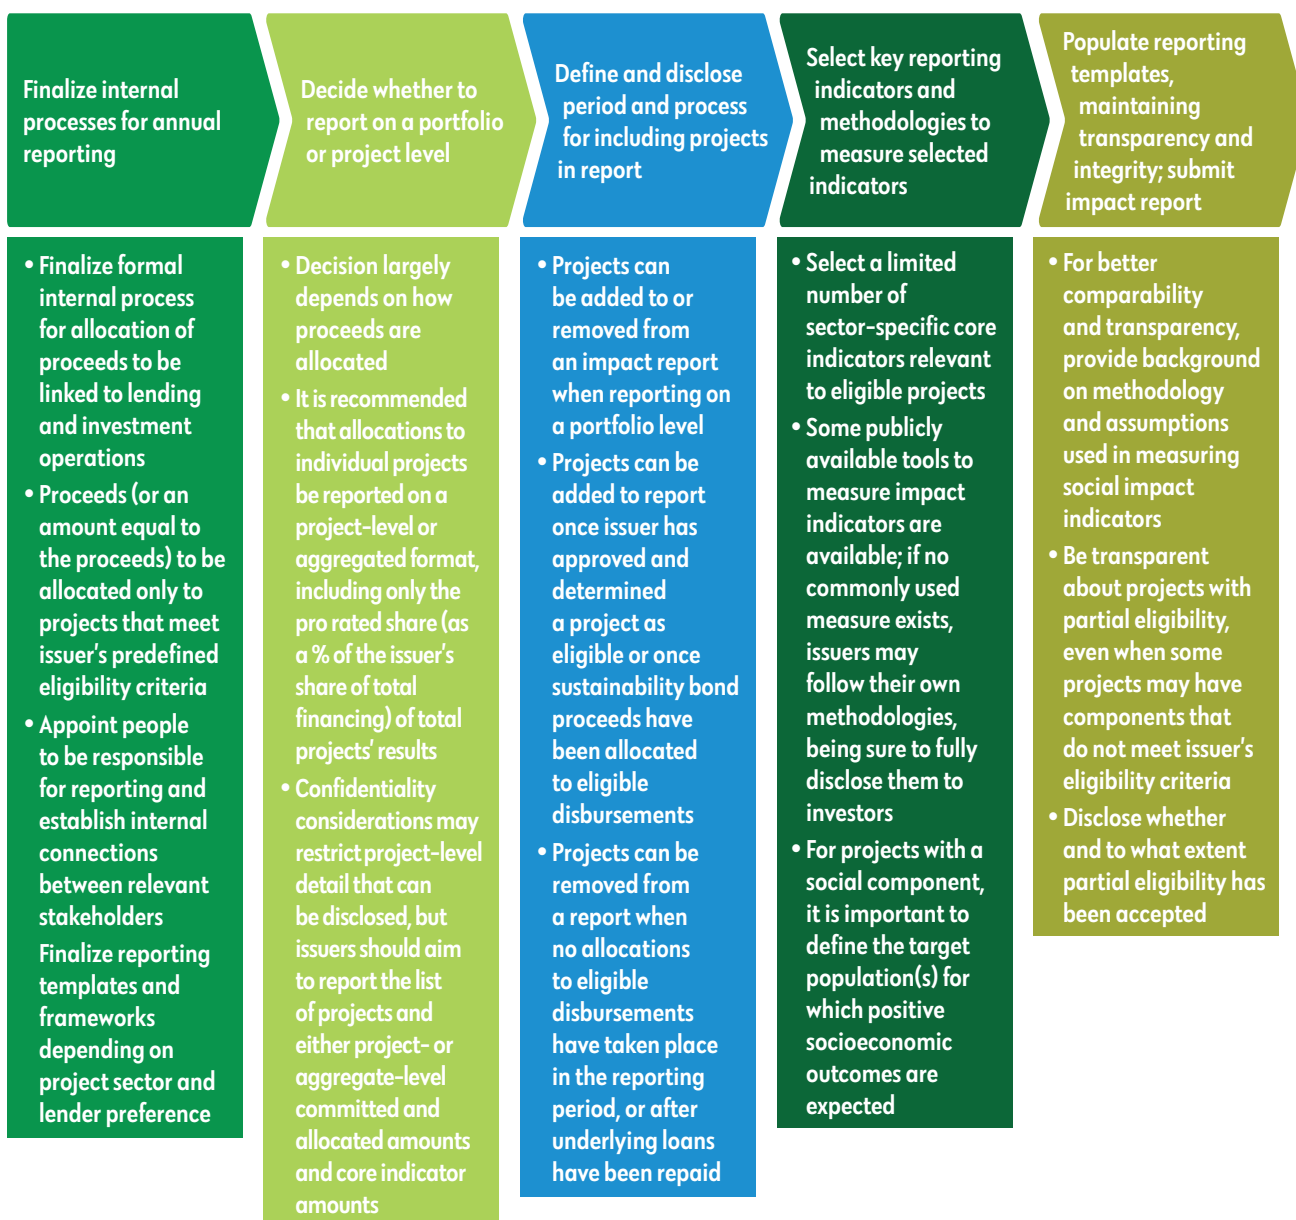 Finalize internal
processes for annual
reporting
Decide whether to
report on a portfolio
or project level
Define and disclose
period and process
for including projects
in report
Select key reporting
indicators and
methodologies to
measure selected
indicators
Populate reporting
templates,
maintaining
transparency and
integrity; submit
impact report
• Finalize formal
internal process
for allocation of
proceeds to be
linked to lending
and investment
operations
• Proceeds (or an
amount equal to
the proceeds) to be
allocated only to
projects that meet
issuer's predefined
eligibility criteria
• Appoint people
to be responsible
for reporting and
establish internal
connections
between relevant
stakeholders
Finalize reporting
templates and
frameworks
depending on
project sector and
lender preference
• Decision largely
depends on how
proceeds are
allocated
• It is recommended
that allocations to
individual projects
be reported on a
project-level or
aggregated format,
including only the
pro rated share (as
a % of the issuer's
share of total
financing) of total
projects' results
• Confidentiality
considerations may
restrict project-level
detail that can
be disclosed, but
issuers should aim
to report the list
of projects and
either project- or
aggregate-level
committed and
allocated amounts
and core indicator
amounts
• Projects can
be added to or
removed from
an impact report
when reporting on
a portfolio level
• Projects can be
added to report
once issuer has
approved and
determined
a project as
eligible or once
sustainability bond
proceeds have
been allocated
to eligible
disbursements
• Projects can be
removed from
a report when
no allocations
to eligible
disbursements
have taken place
in the reporting
period, or after
underlying loans
have been repaid
• Select a limited
number of
sector-specific core
indicators relevant
to eligible projects
• Some publicly
available tools to
measure impact
indicators are
available; if no
commonly used
measure exists,
issuers may
follow their own
methodologies,
being sure to fully
disclose them to
investors
• For projects with a
social component,
it is important to
define the target
population(s) for
which positive
socioeconomic
outcomes are
expected
• For better
comparability
and transparency,
provide background
on methodology
and assumptions
used in measuring
social impact
indicators
• Be transparent
about projects with
partial eligibility,
even when some
projects may have
components that
do not meet issuer's
eligibility criteria
• Disclose whether
and to what extent
partial eligibility has
been accepted